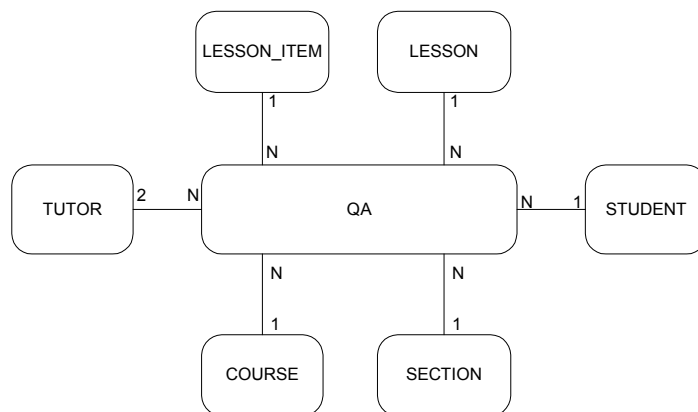 LESSON_ITEM LESSON
1 1
N N
TUTOR 2 N QA N 1 STUDENT
N N
1 1
COURSE SECTION